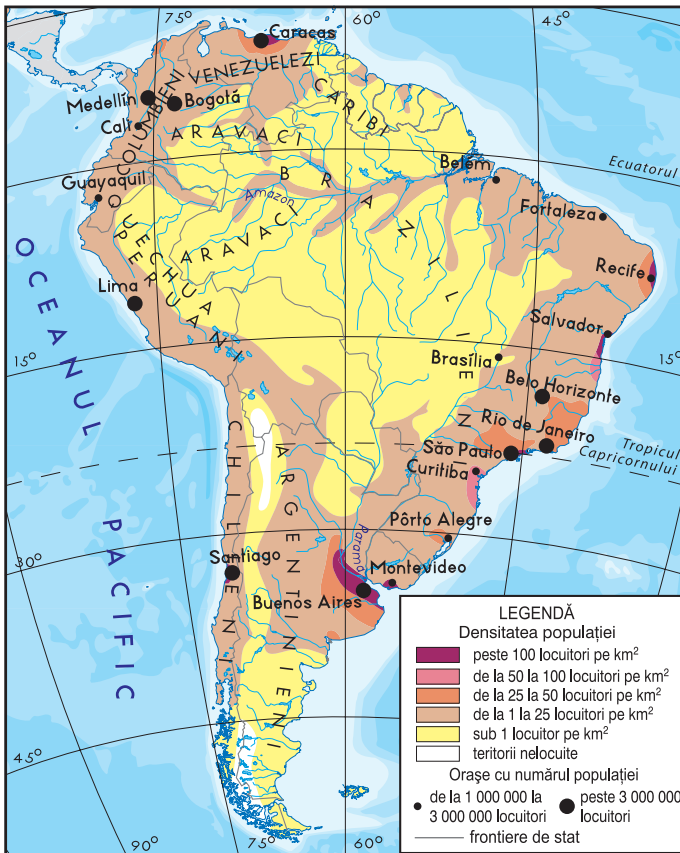 75°
60°
45°
Caracas
COLUMBIENI
VENEZUELEZI
CARIBI
Medellín
Bogotá
Cali
ARAVACI
Ecuatorul
Guayaquil
Belém
BRAZILIENI
Amazon
Fortaleza
QUECHUA
PERUANI
ARAVACI
Recife
OCEANUL PACIFIC
Lima
Salvador
15°
15°
Brasília
Belo Horizonte
Rio de Janeiro
CHILIENI
ARGENTINIENI
São Paulo
Tropicul
Capricornului
Curitiba
Pôrto Alegre
Parama
Santiago
30°
Montevideo
Buenos Aires
45°
90°
75°
60°
LEGENDĂ
Densitatea populației
peste 100 locuitori pe km²
de la 50 la 100 locuitori pe km²
de la 25 la 50 locuitori pe km²
de la 1 la 25 locuitori pe km²
sub 1 locuitor pe km²
teritorii nelocuite
Orașe cu numărul populației
de la 1 000 000 la
3 000 000 locuitori
peste 3 000 000
locuitori
frontiere de stat